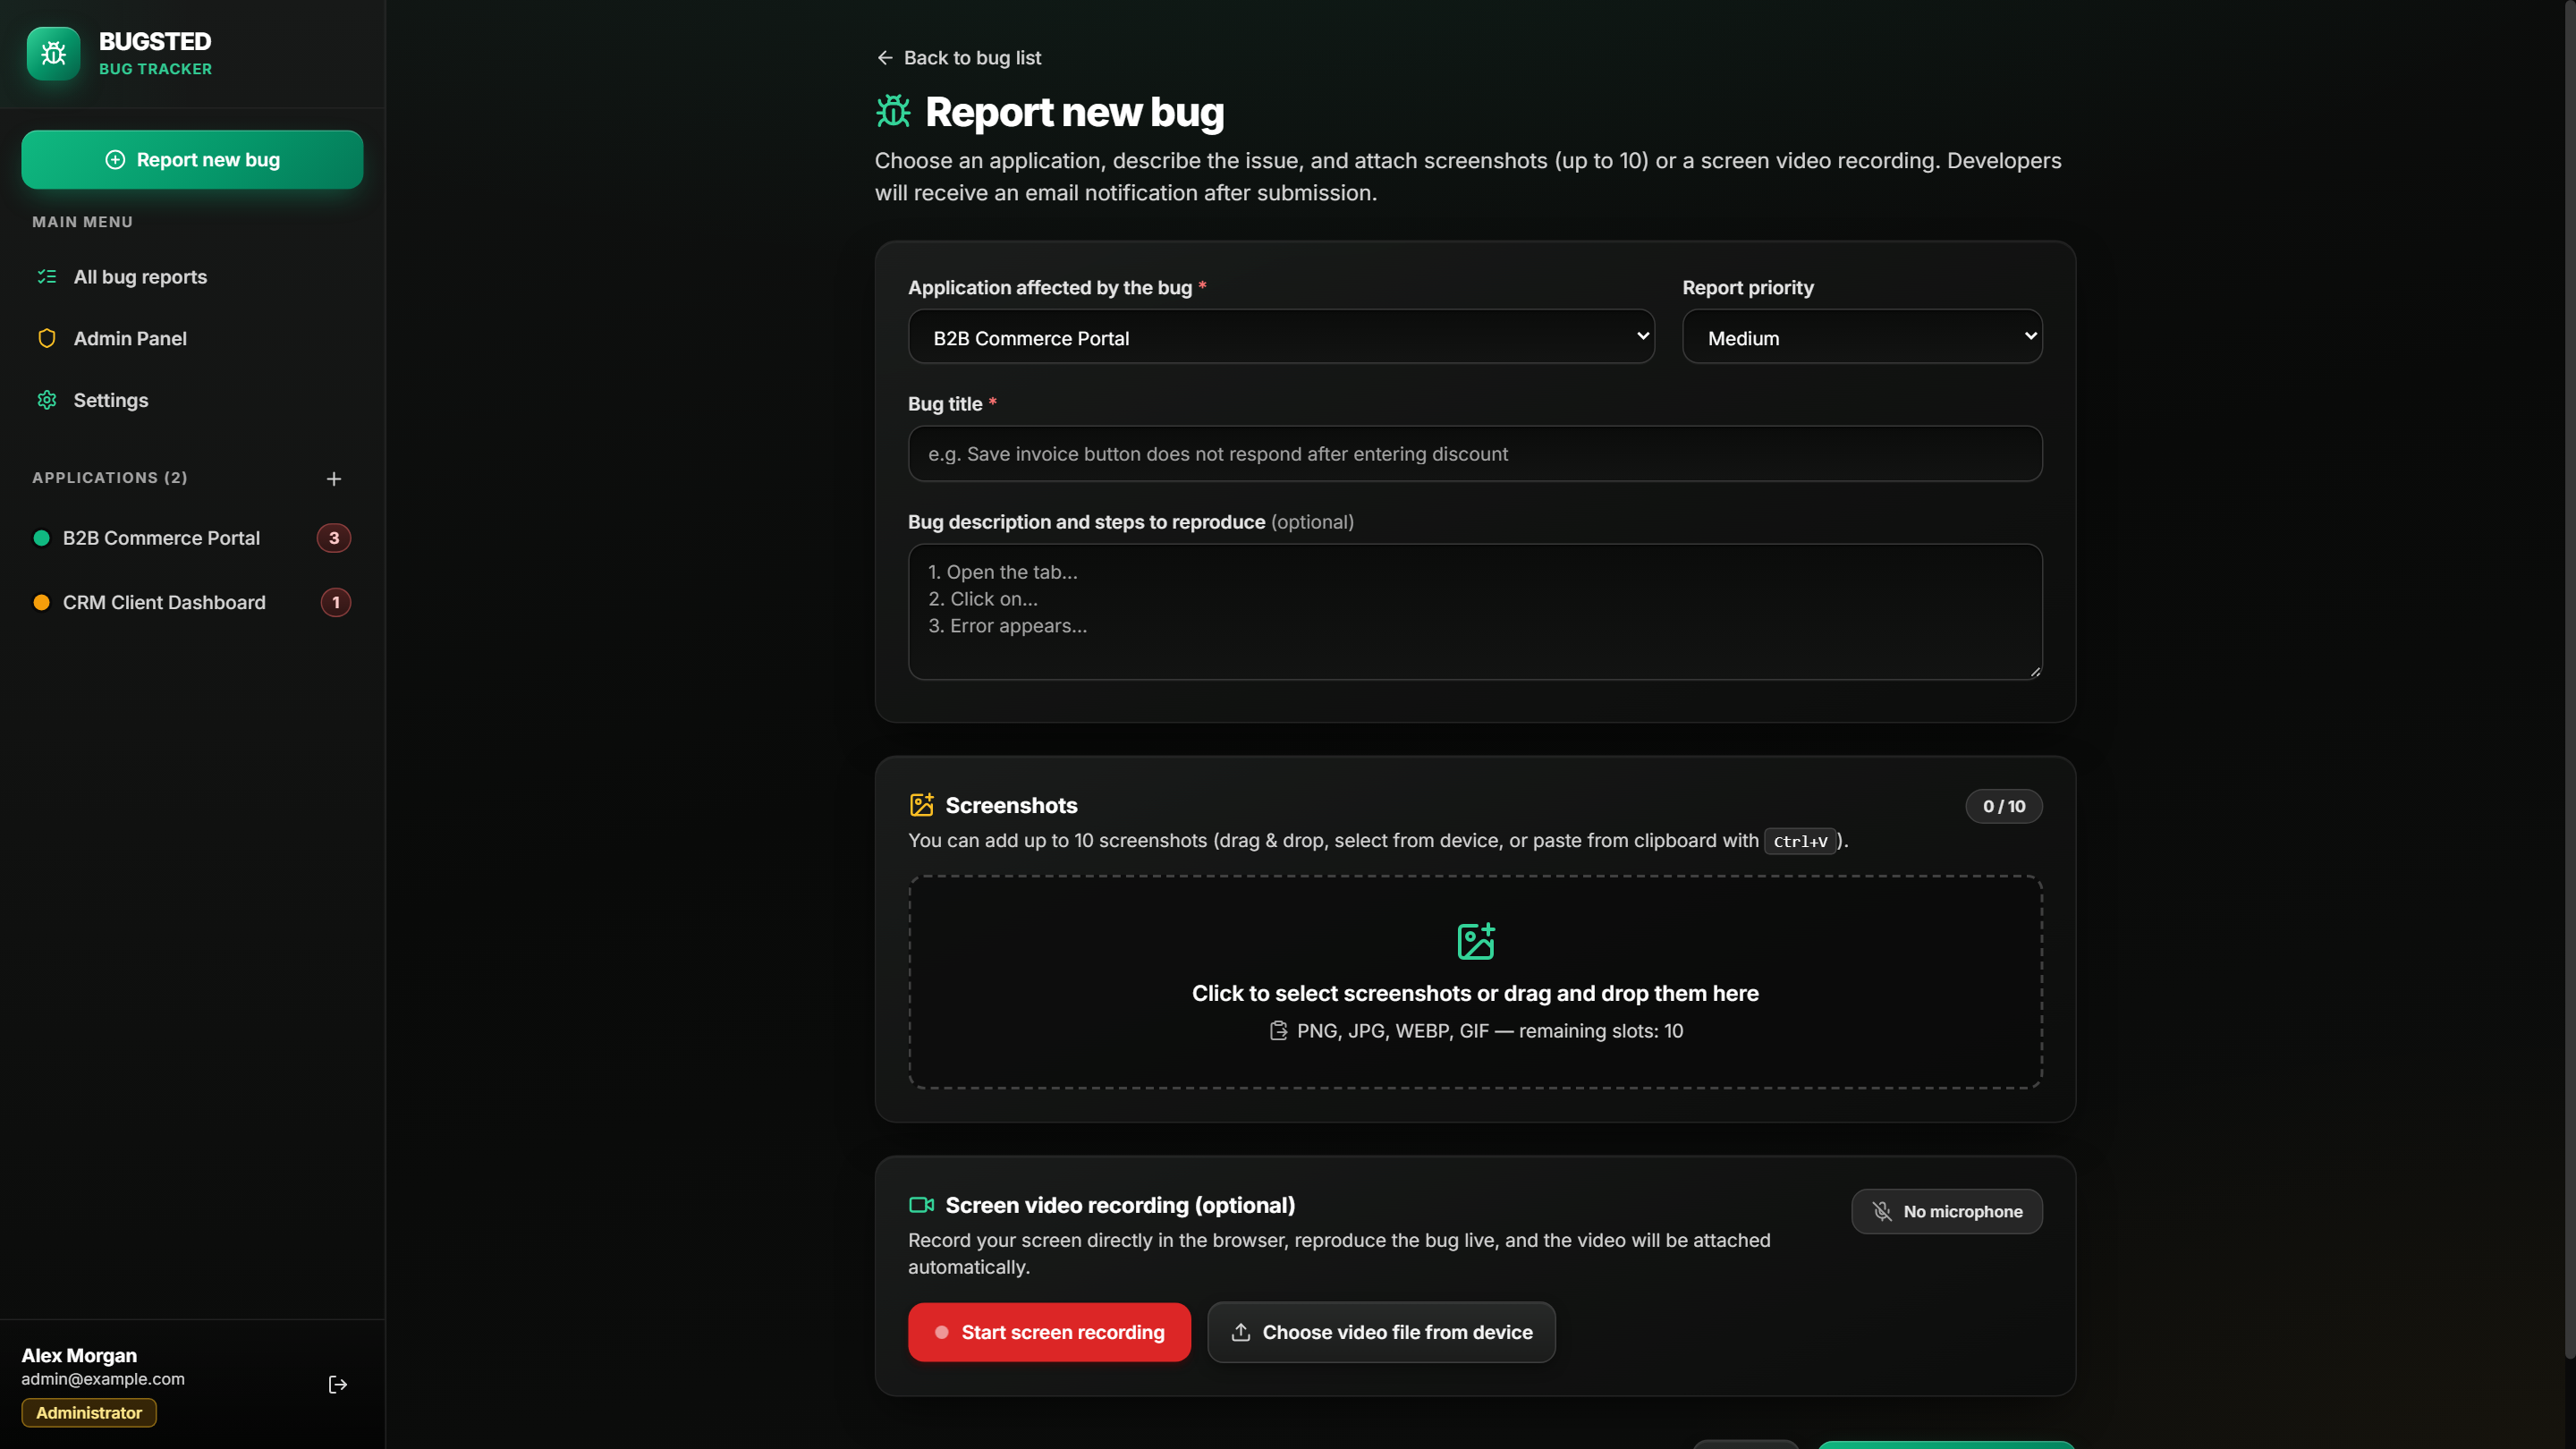 BUGSTED
BUG TRACKER
Report new bug
MAIN MENU
All bug reports
Admin Panel
Settings
APPLICATIONS (2)
B2B Commerce Portal
3
CRM Client Dashboard
1
Alex Morgan
admin@example.com
Administrator
Back to bug list
Report new bug
Choose an application, describe the issue, and attach screenshots (up to 10) or a screen video recording. Developers
will receive an email notification after submission.
Application affected by the bug *
Report priority
B2B Commerce Portal
Medium
Bug title *
e.g. Save invoice button does not respond after entering discount
Bug description and steps to reproduce (optional)
1. Open the tab...
2. Click on...
3. Error appears...
Screenshots
0 / 10
You can add up to 10 screenshots (drag & drop, select from device, or paste from clipboard with Ctrl+V).
Click to select screenshots or drag and drop them here
PNG, JPG, WEBP, GIF — remaining slots: 10
Screen video recording (optional)
No microphone
Record your screen directly in the browser, reproduce the bug live, and the video will be attached
automatically.
Start screen recording
Choose video file from device